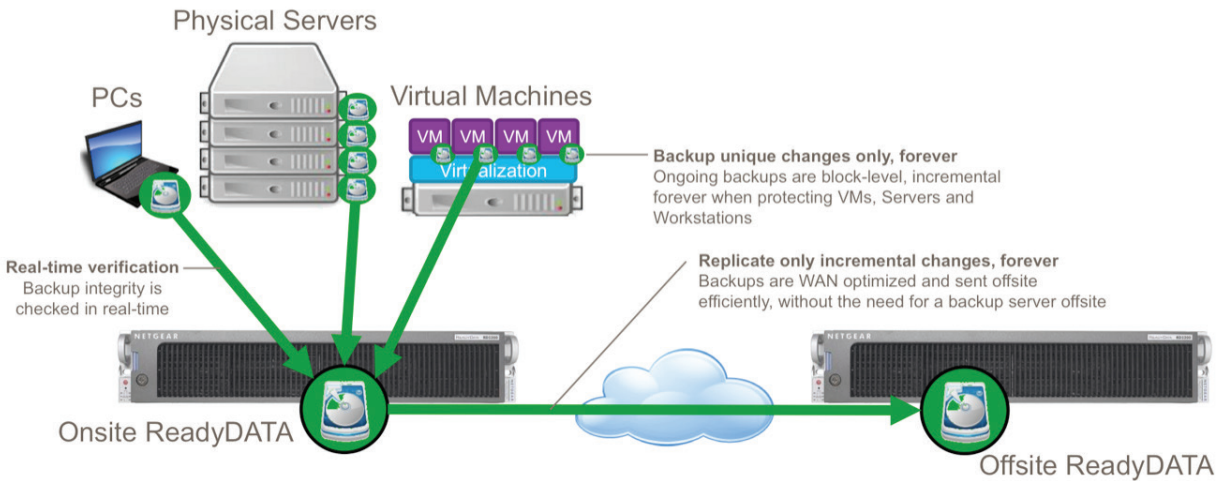 Physical Servers
PCs
Virtual Machines
VM VM VM VM
Virtualization
Backup unique changes only, forever
Ongoing backups are block-level, incremental
forever when protecting VMs, Servers and
Workstations
Real-time verification
Backup integrity is
checked in real-time
Replicate only incremental changes, forever
Backups are WAN optimized and sent offsite
efficiently, without the need for a backup server offsite
NETGEAR
NETGEAR
Onsite ReadyDATA
Offsite ReadyDATA